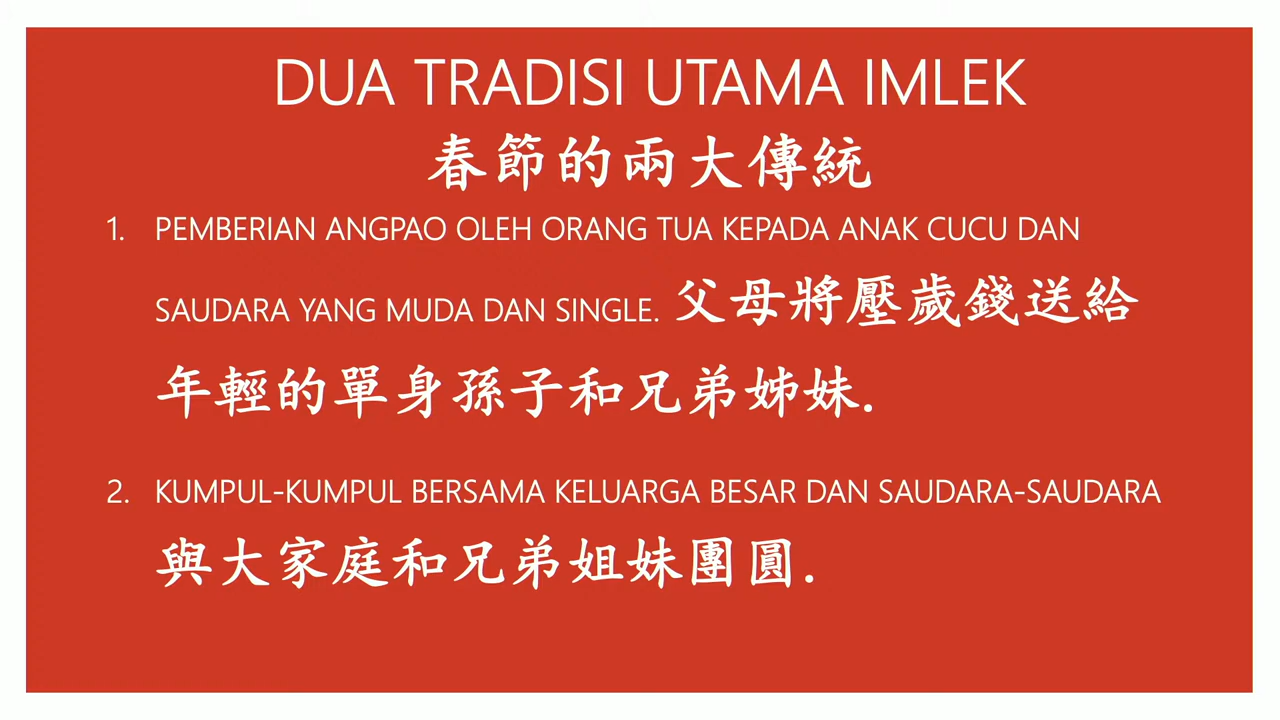 DUA TRADISI UTAMA IMLEK
春節的兩大傳統
1. PEMBERIAN ANGPAO OLEH ORANG TUA KEPADA ANAK CUCU DAN
SAUDARA YANG MUDA DAN SINGLE. 父母將壓歲錢送給
年輕的單身孫子和兄弟姊妹.
2. KUMPUL-KUMPUL BERSAMA KELUARGA BESAR DAN SAUDARA-SAUDARA
與大家庭和兄弟姐妹團圓.